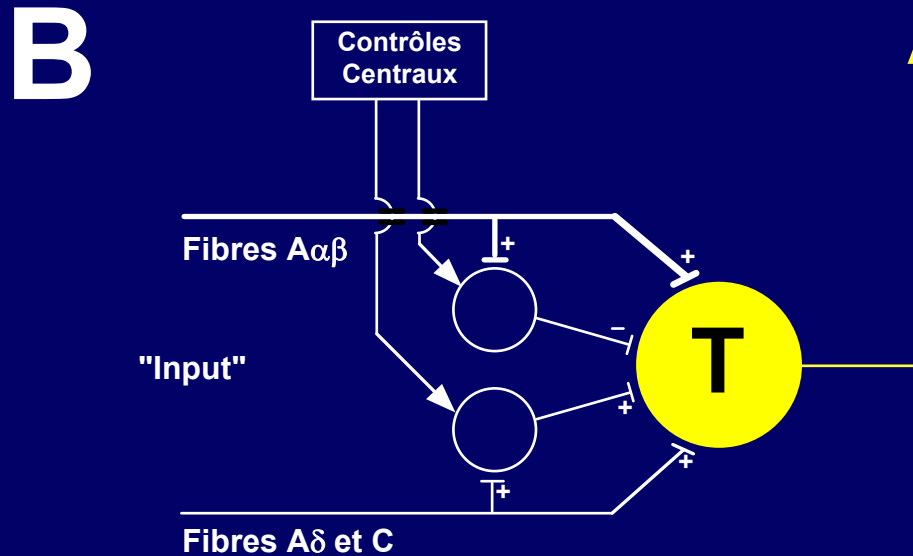 B
Contrôles
Centraux
Fibres Aαβ
+
+
–
"Input"
T
+
+
+
Fibres Aδ et C